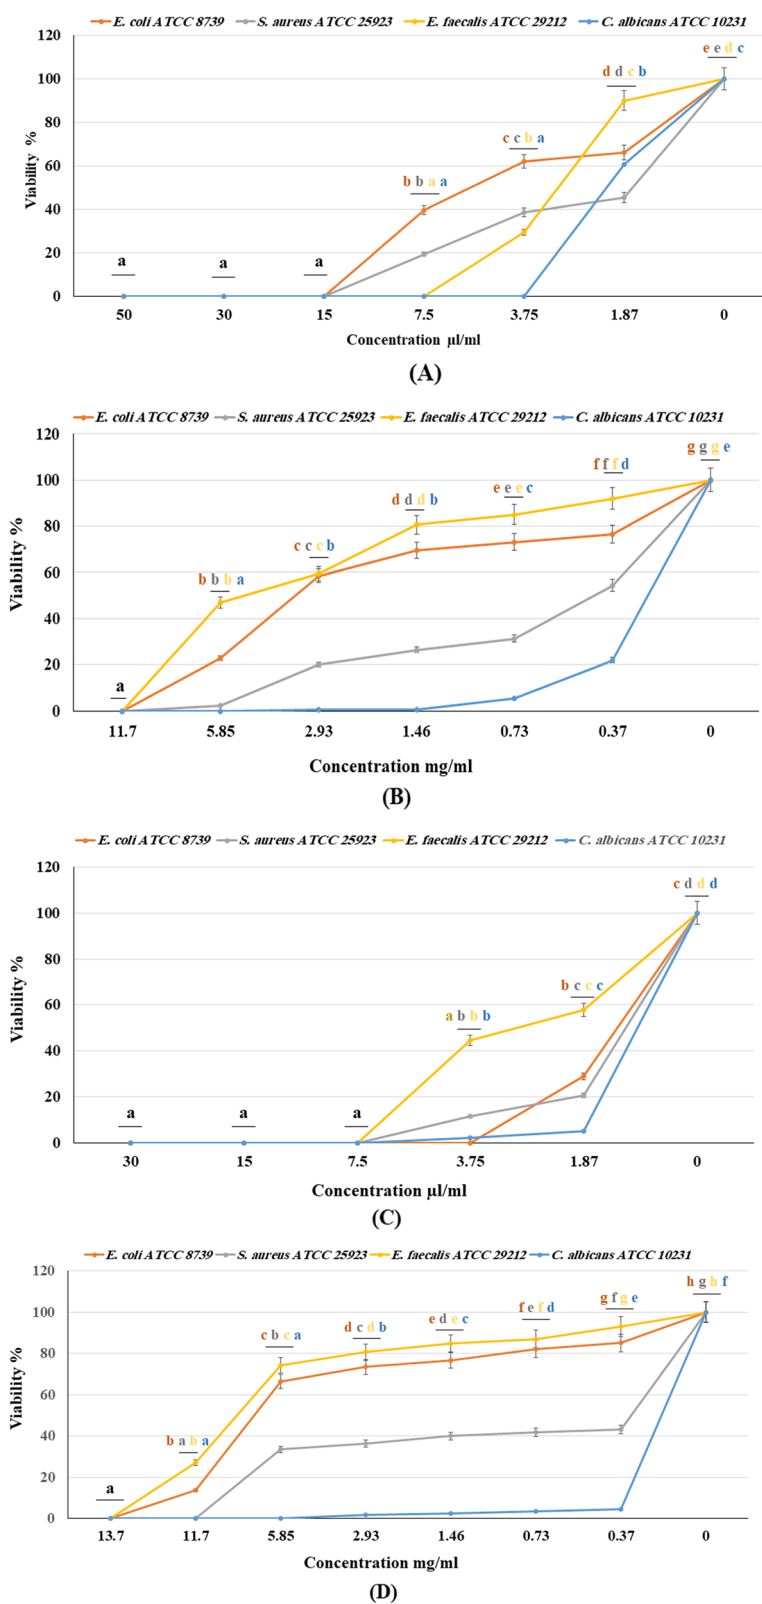 E. coli ATCC 8739 S. aureus ATCC 25923 E. faecalis ATCC 29212 C. albicans ATCC 10231
120
e e d c
100
d d c b
80
c c b a
60
b b a a
40
20
a a a
0
Viability %
50 30 15 7.5 3.75 1.87 0
Concentration µl/ml
(A)
E. coli ATCC 8739 S. aureus ATCC 25923 E. faecalis ATCC 29212 C. albicans ATCC 10231
120
g g g e
100
f f f d
e e e c
80
d d d b
c c c b
60
b b b a
40
20
a
0
Viability %
11.7 5.85 2.93 1.46 0.73 0.37 0
Concentration mg/ml
(B)
E. coli ATCC 8739 S. aureus ATCC 25923 E. faecalis ATCC 29212 C. albicans ATCC 10231
120
c d d d
100
80
b c c c
60
a b b b
40
20
a a a
0
Viability %
30 15 7.5 3.75 1.87 0
Concentration µl/ml
(C)
E. coli ATCC 8739 S. aureus ATCC 25923 E. faecalis ATCC 29212 C. albicans ATCC 10231
120
h g h f
100
g f g e
f e f d
e d e c
d c d b
c b c a
80
60
40
b a b a
20
a
0
Viability %
13.7 11.7 5.85 2.93 1.46 0.73 0.37 0
Concentration mg/ml
(D)